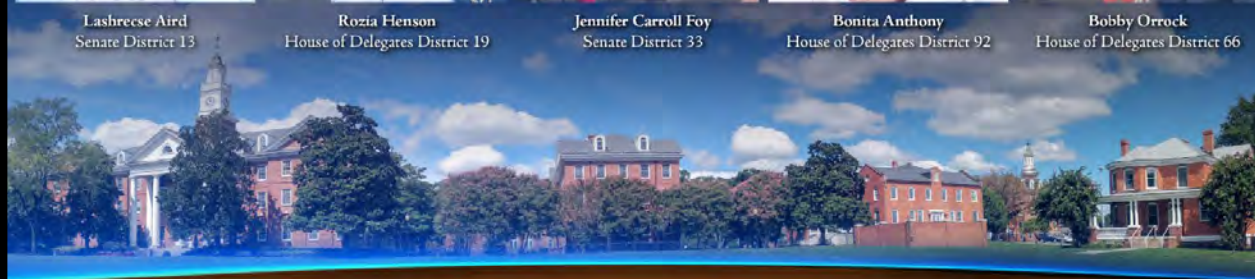 Lashrecse Aird
Senate District 13
Rozia Henson
House of Delegates District 19
Jennifer Carroll Foy
Senate District 33
Bonita Anthony
House of Delegates District 92
Bobby Orrock
House of Delegates District 66